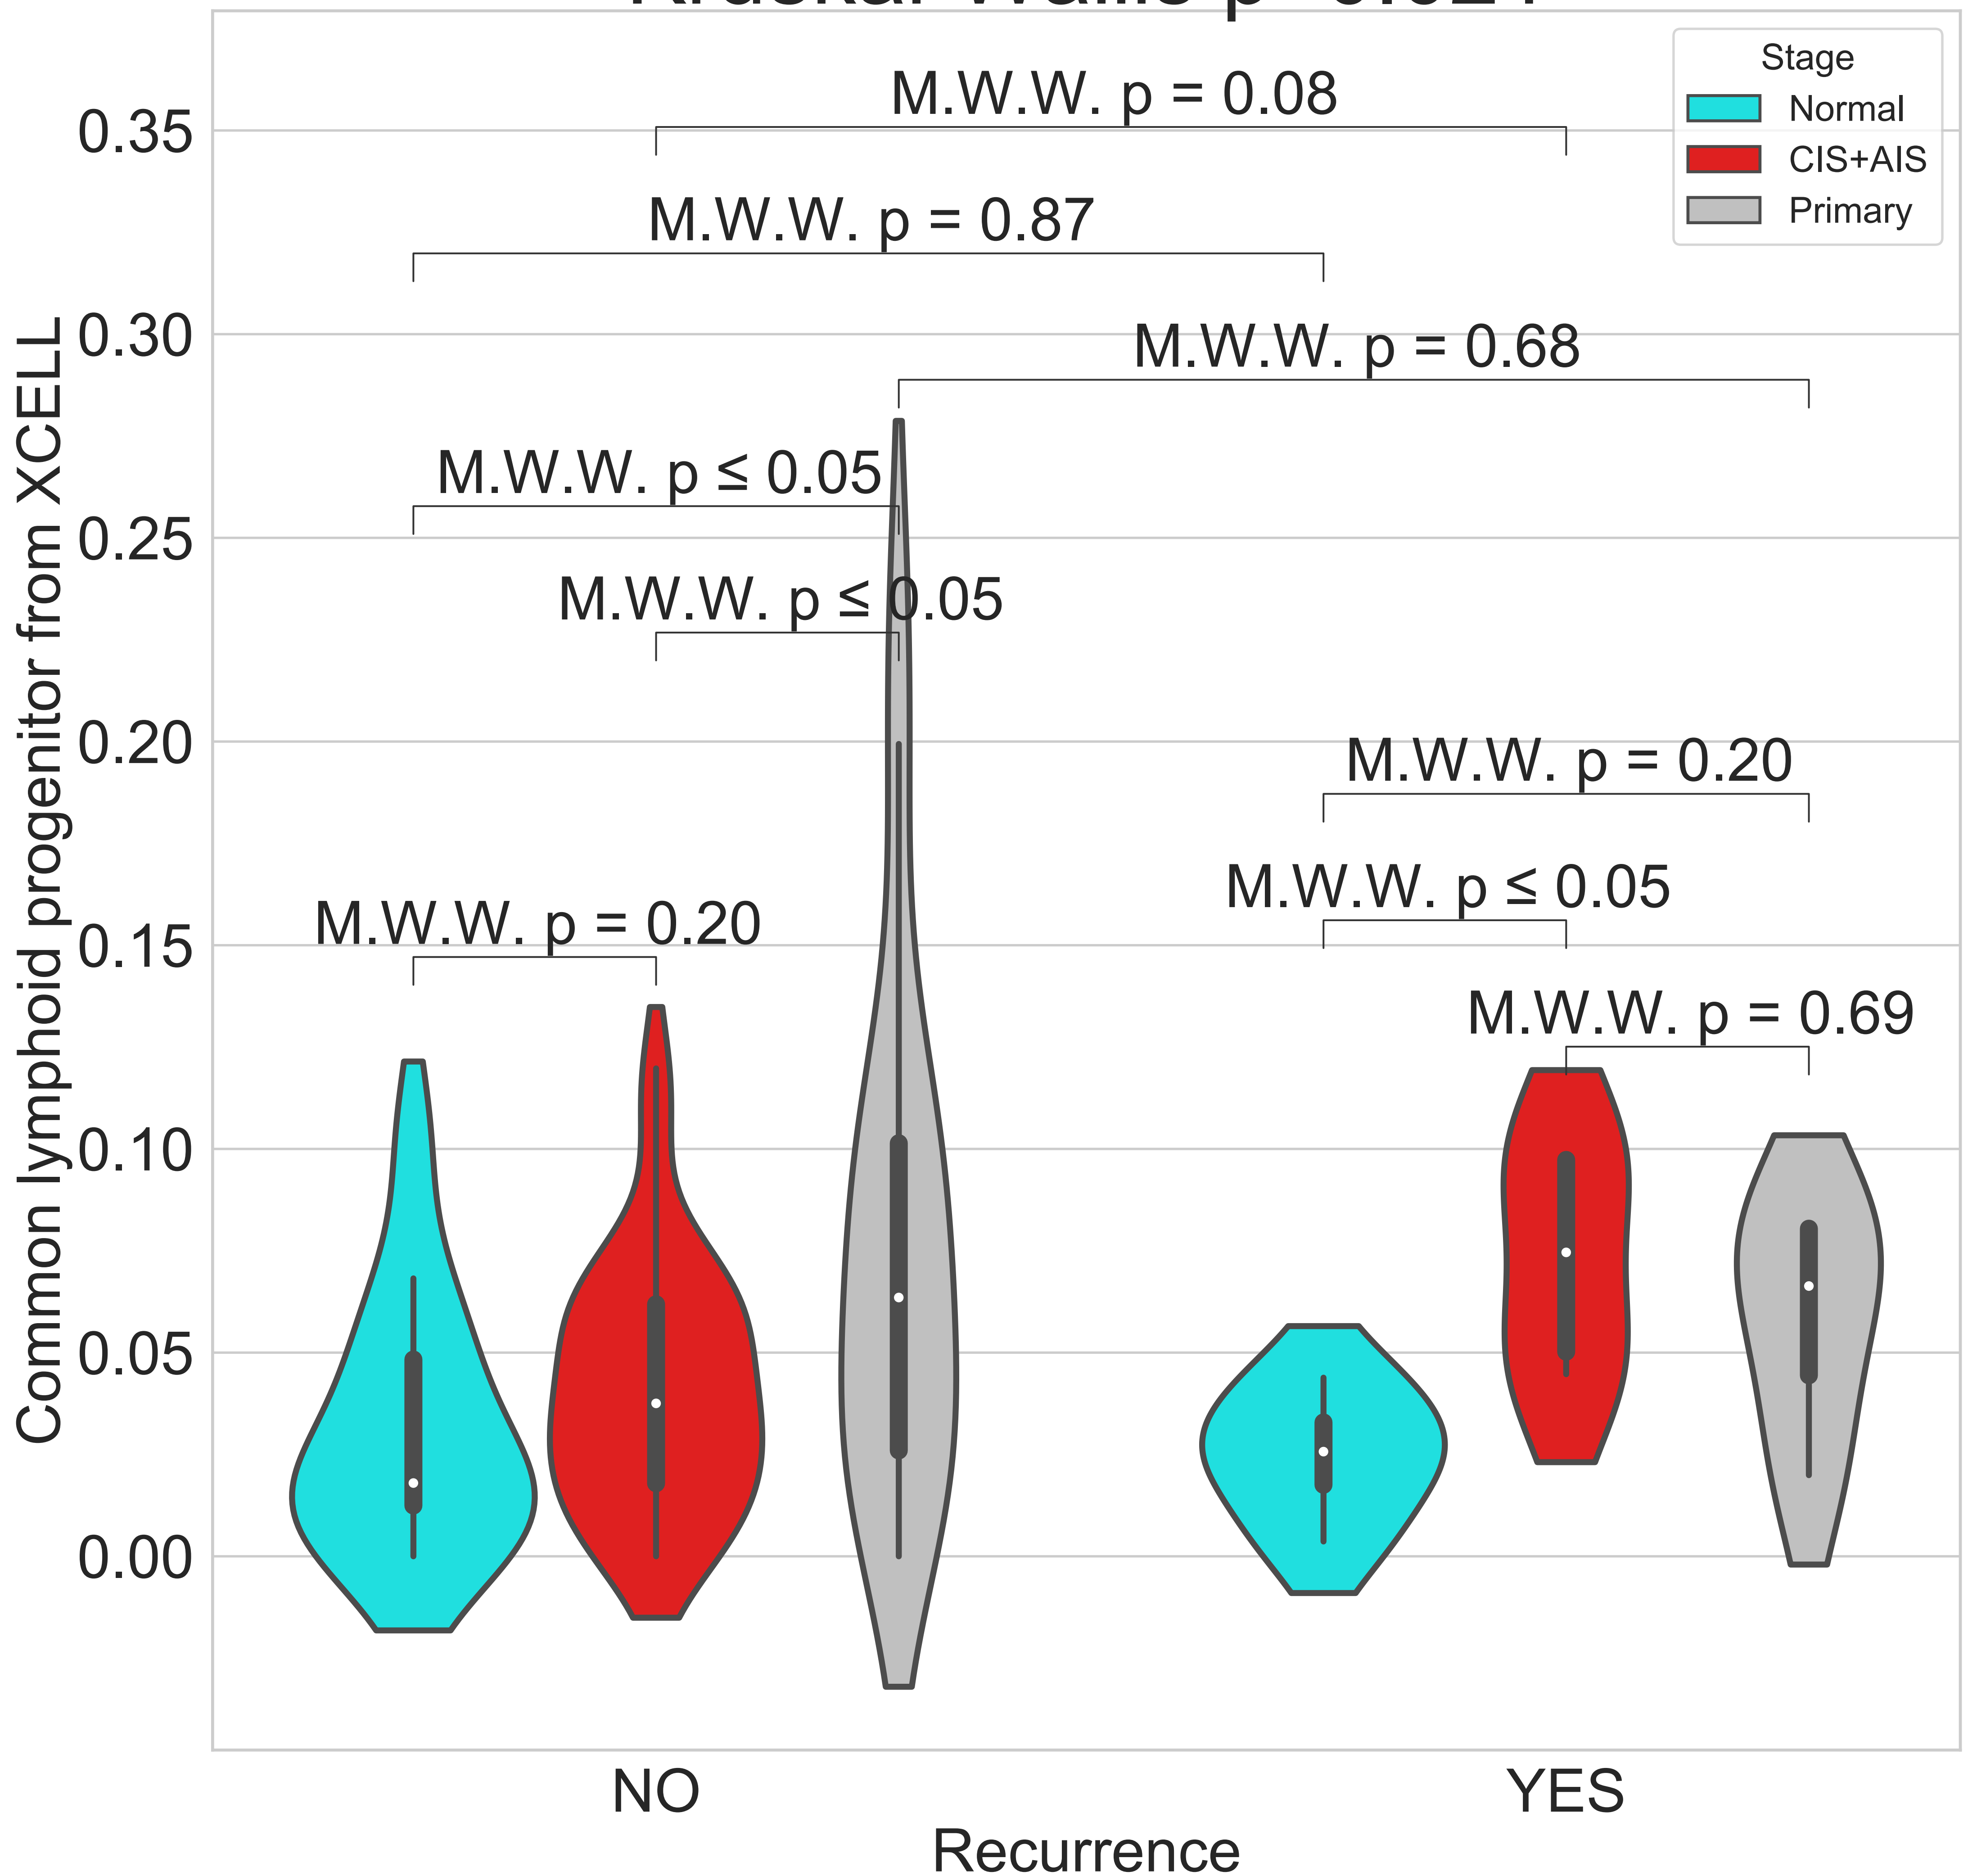 Stage
Normal
CIS+AIS
Primary
M.W.W. p = 0.08
M.W.W. p = 0.87
M.W.W. p = 0.68
M.W.W. p ≤ 0.05
M.W.W. p ≤ 0.05
M.W.W. p = 0.20
M.W.W. p = 0.20
M.W.W. p ≤ 0.05
M.W.W. p = 0.69
Common lymphoid progenitor from XCELL
0.35
0.30
0.25
0.20
0.15
0.10
0.05
0.00
NO
YES
Recurrence